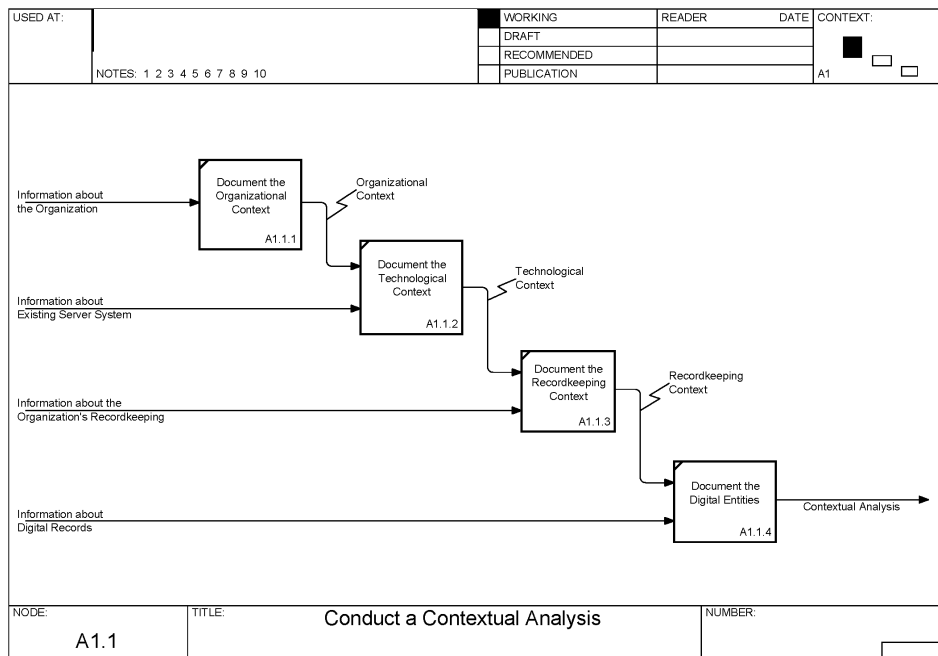 USED AT:
WORKING
READER DATE
CONTEXT:
DRAFT
RECOMMENDED
NOTES: 1 2 3 4 5 6 7 8 9 10
PUBLICATION
A1
Information about
the Organization
Document the
Organizational
Context
A1.1.1
Organizational
Context
Information about
Existing Server System
Document the
Technological
Context
A1.1.2
Technological
Context
Information about the
Organization's Recordkeeping
Document the
Recordkeeping
Context
A1.1.3
Recordkeeping
Context
Information about
Digital Records
Document the
Digital Entities
A1.1.4
Contextual Analysis
NODE:
A1.1
TITLE:
Conduct a Contextual Analysis
NUMBER: